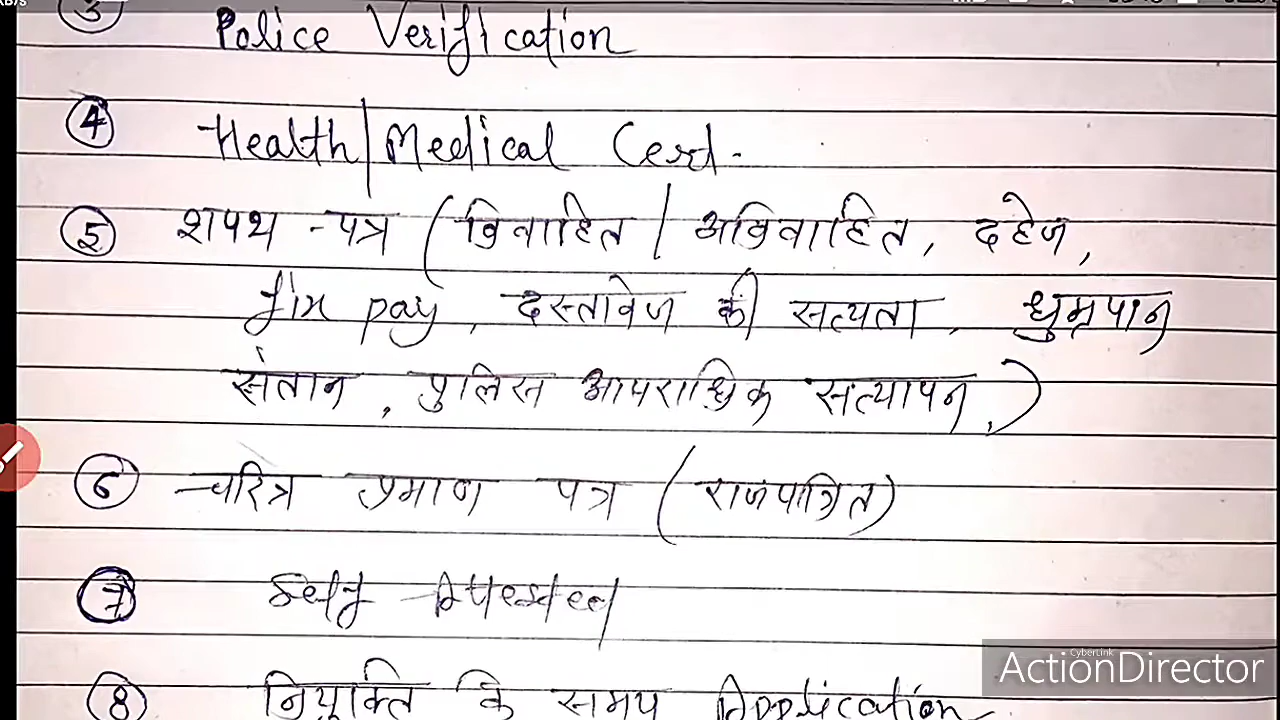 ③ Police Verification
④ Health/Medical Cert.
⑤ शपथ-पत्र (विवाहित / अविवाहित, दहेज,
fix pay, दस्तावेज की सत्यता, धुम्रपान
संतान, पुलिस आपराधिक सत्यापन,)
⑥ चरित्र प्रमाण पत्र (राजपत्रित)
⑦ Self Attested
⑧ नियुक्ति के समय Application
CyberLink
ActionDirector